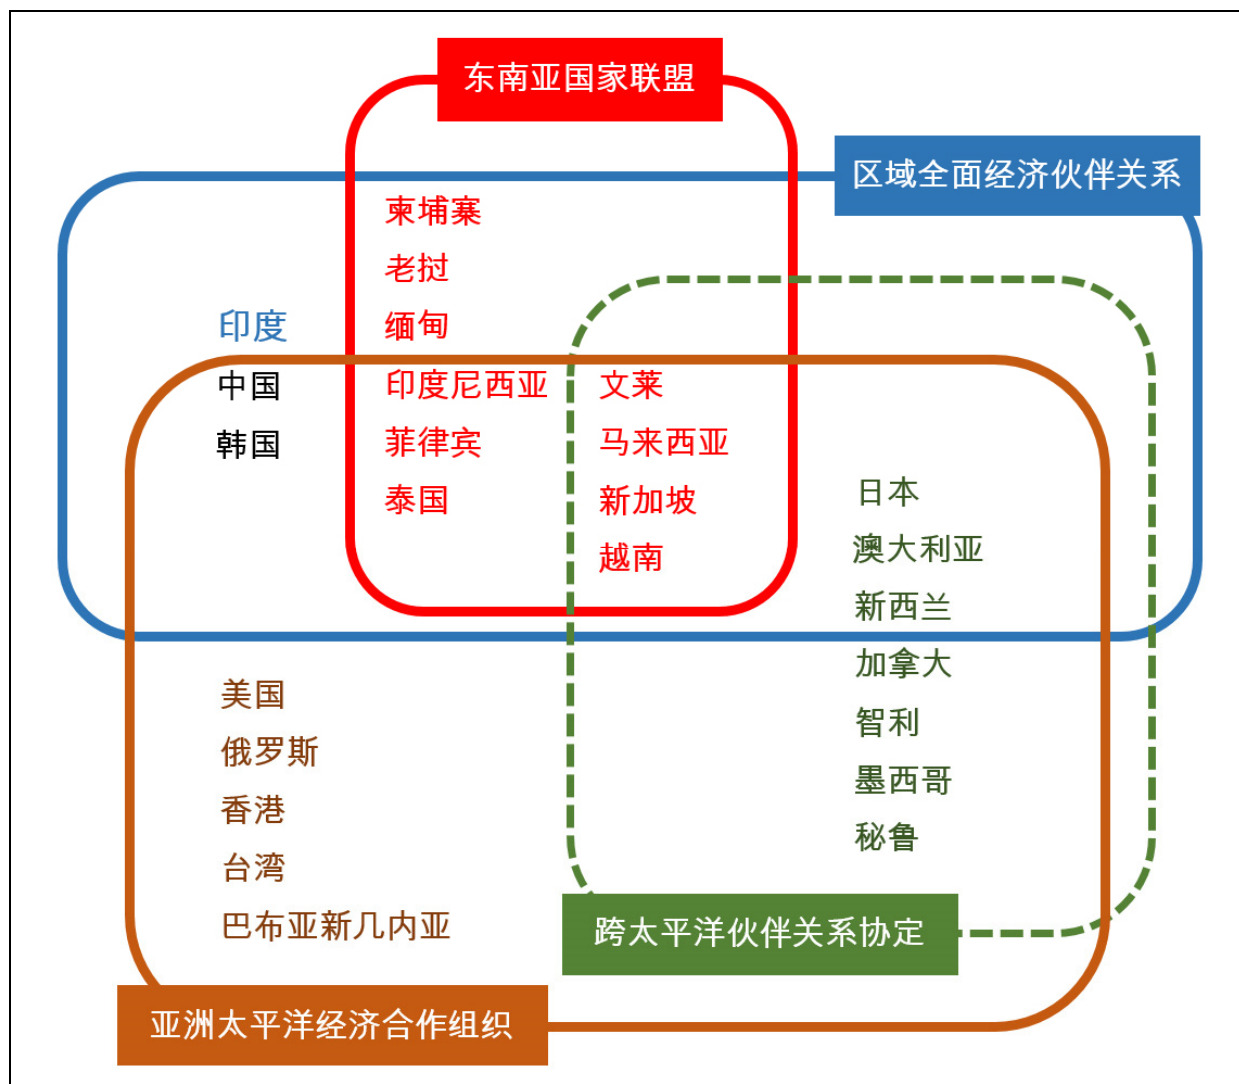 东南亚国家联盟
区域全面经济伙伴关系
柬埔寨
老挝
缅甸
印度
中国
韩国
印度尼西亚
菲律宾
泰国
文莱
马来西亚
新加坡
越南
日本
澳大利亚
新西兰
加拿大
智利
墨西哥
秘鲁
美国
俄罗斯
香港
台湾
巴布亚新几内亚
跨太平洋伙伴关系协定
亚洲太平洋经济合作组织